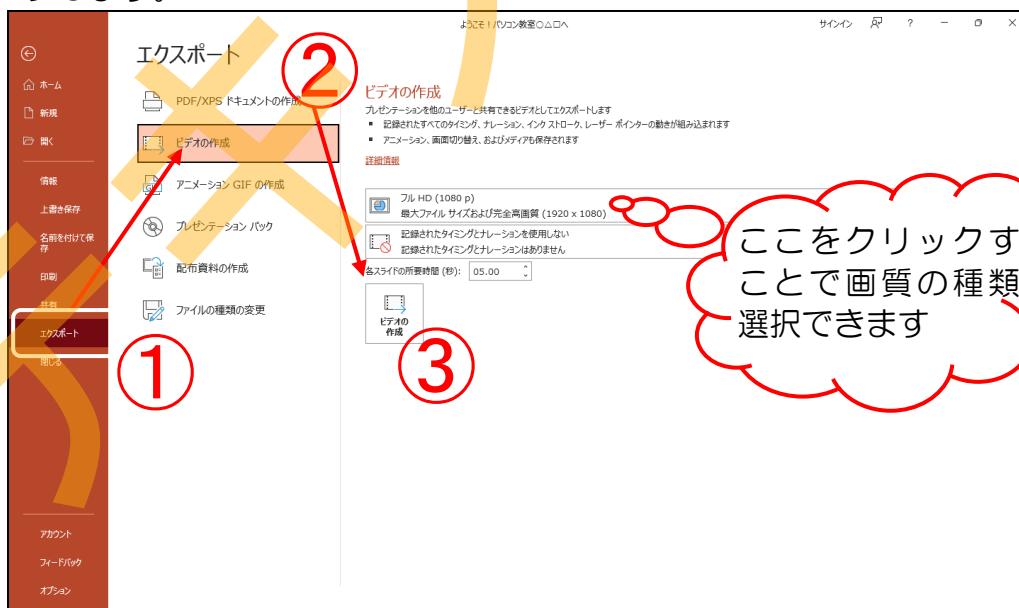 ようこそ！パソコン教室○△□へ
サインイン
?
エクスポート
ホーム
新規
開く
情報
上書き保存
名前を付けて保
存
印刷
共有
エクスポート
閉じる
アカウント
フィードバック
オプション
PDF/XPS ドキュメントの作成
ビデオの作成
アニメーション GIF の作成
プレゼンテーション パック
配布資料の作成
ファイルの種類の変更
ビデオの作成
プレゼンテーションを他のユーザーと共有できるビデオとしてエクスポートします
■ 記録されたすべてのタイミング、ナレーション、インク ストローク、レーザー ポインターの動きが組み込まれます
■ アニメーション、画面切り替え、およびメディアも保存されます
詳細情報
フル HD (1080 p)
最大ファイル サイズおよび完全高画質 (1920 x 1080)
記録されたタイミングとナレーションを使用しない
記録されたタイミングとナレーションはありません
各スライドの所要時間 (秒): 05.00
ビデオの
作成
①
②
③
ここをクリックす
ことで画質の種類
選択できます